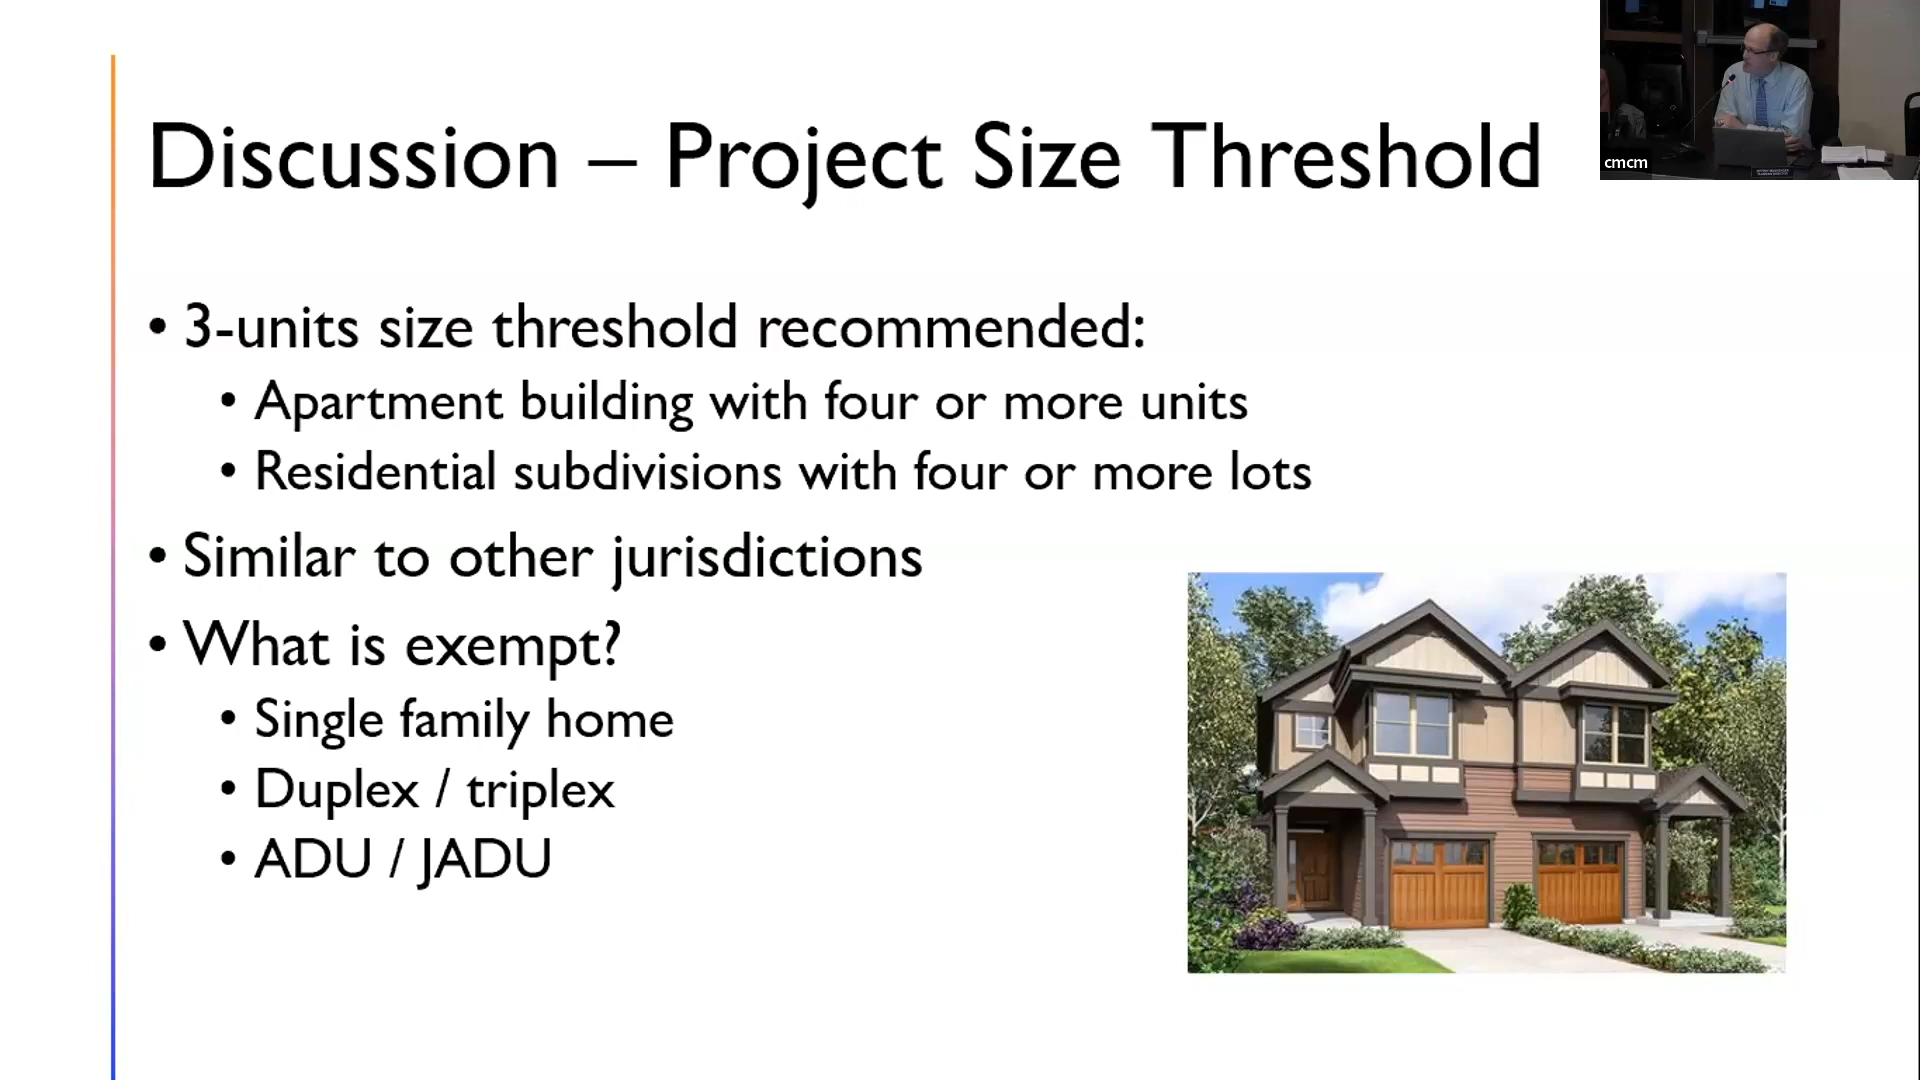 cmcm
Discussion – Project Size Threshold
• 3-units size threshold recommended:
• Apartment building with four or more units
• Residential subdivisions with four or more lots
• Similar to other jurisdictions
• What is exempt?
• Single family home
• Duplex / triplex
• ADU / JADU